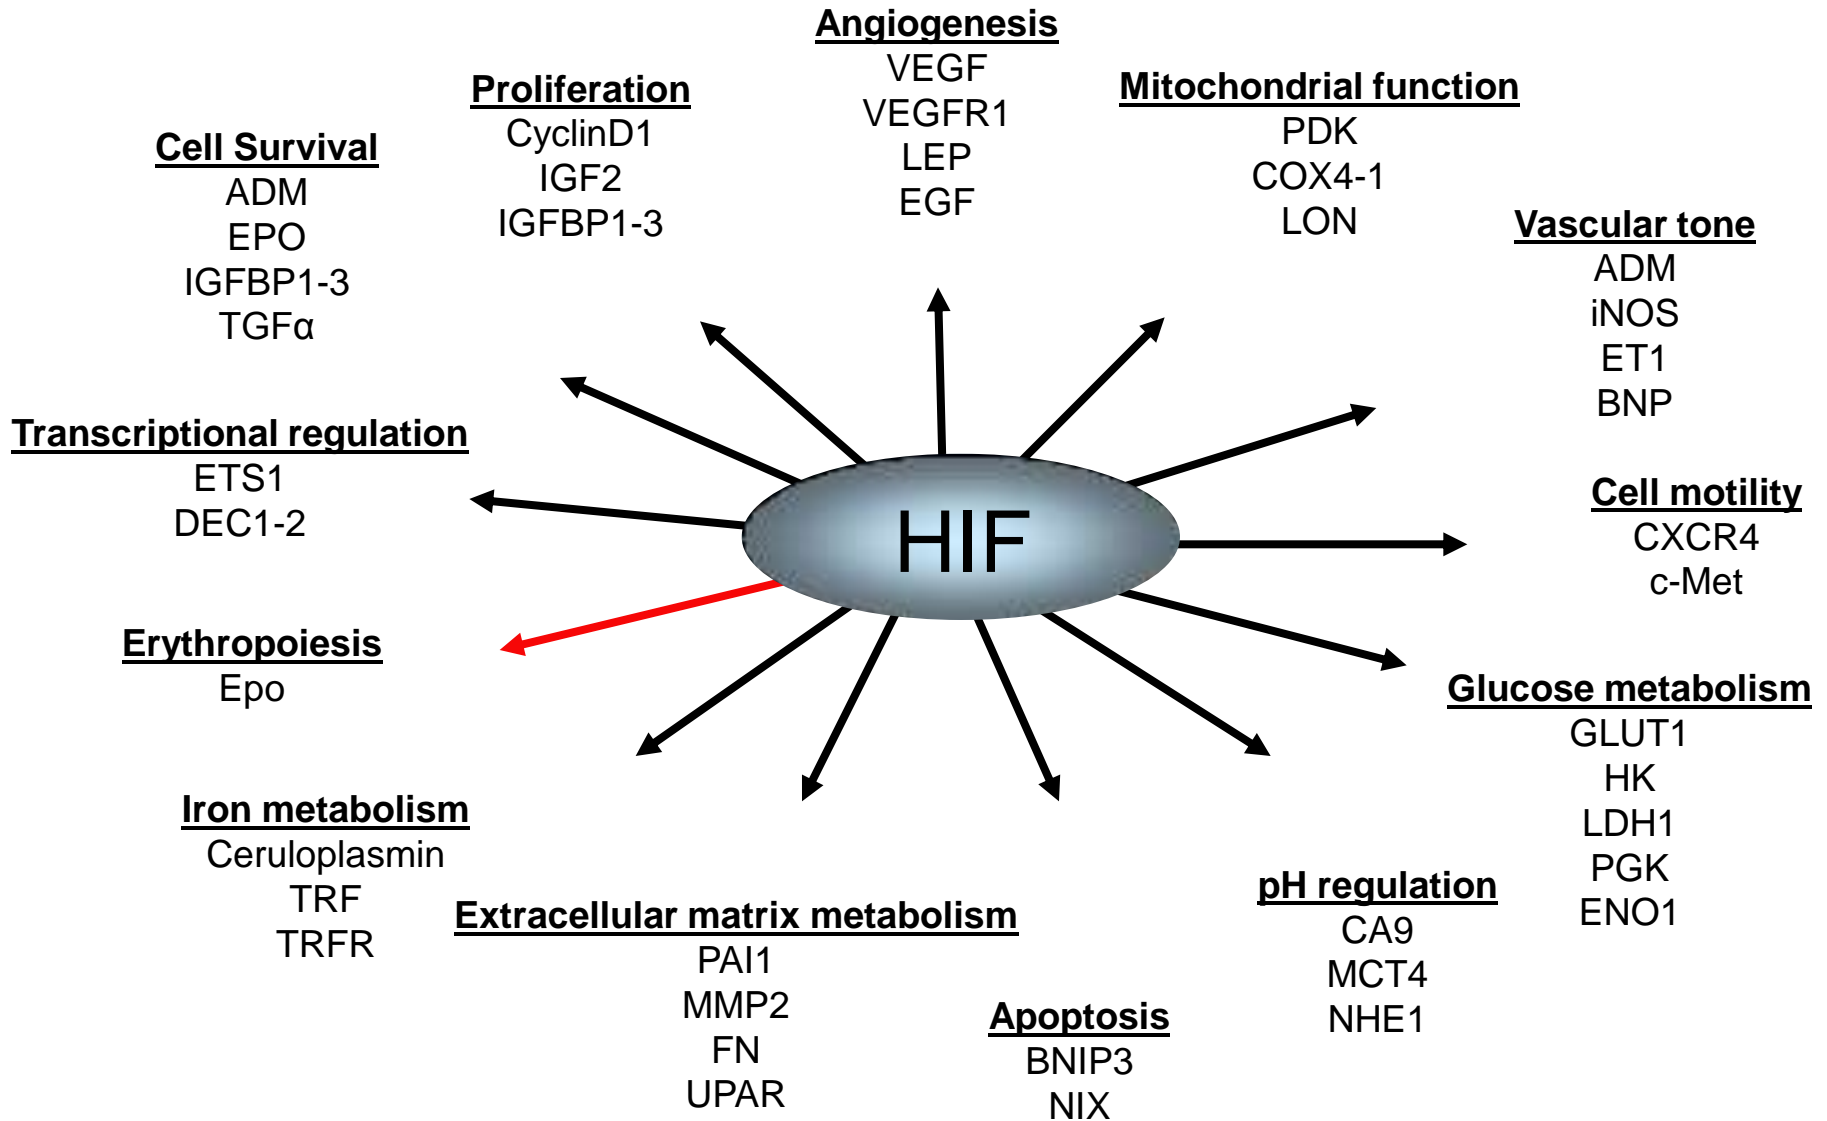 Angiogenesis
VEGF
VEGFR1
LEP
EGF
Proliferation
CyclinD1
IGF2
IGFBP1-3
Mitochondrial function
PDK
COX4-1
LON
Cell Survival
ADM
EPO
IGFBP1-3
TGFα
Vascular tone
ADM
iNOS
ET1
BNP
Transcriptional regulation
ETS1
DEC1-2
HIF
Cell motility
CXCR4
c-Met
Erythropoiesis
Epo
Glucose metabolism
GLUT1
HK
LDH1
PGK
ENO1
Iron metabolism
Ceruloplasmin
TRF
TRFR
Extracellular matrix metabolism
PAI1
MMP2
FN
UPAR
pH regulation
CA9
MCT4
NHE1
Apoptosis
BNIP3
NIX